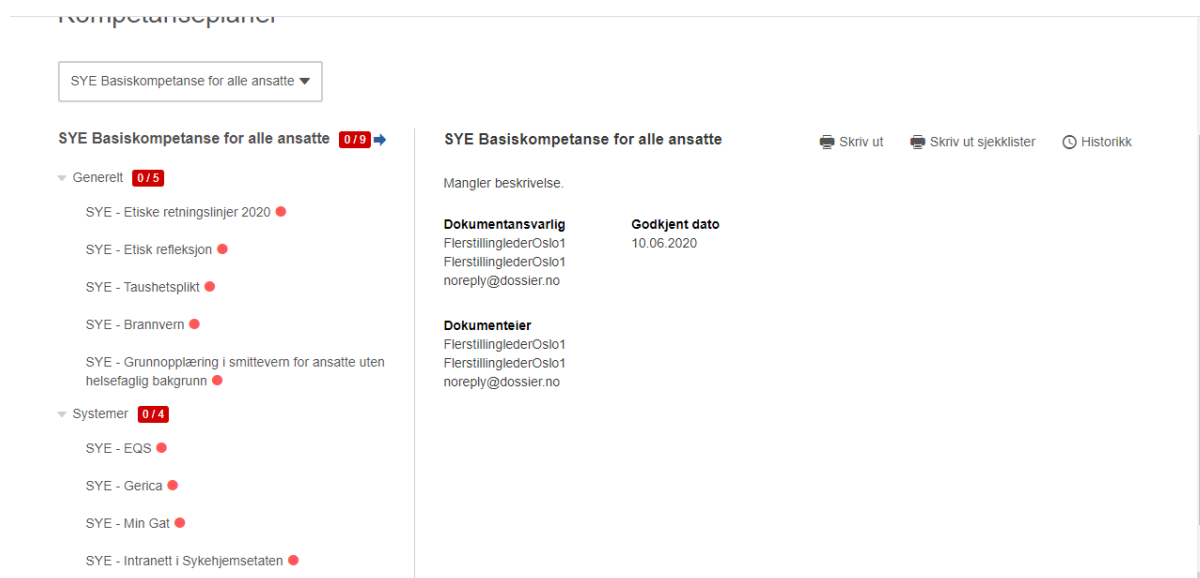 Kompetanseplaner
SYE Basiskompetanse for alle ansatte
SYE Basiskompetanse for alle ansatte 0/9
Generelt 0/5
SYE - Etiske retningslinjer 2020
SYE - Etisk refleksjon
SYE - Taushetsplikt
SYE - Brannvern
SYE - Grunnopplæring i smittevern for ansatte uten
helsefaglig bakgrunn
Systemer 0/4
SYE - EQS
SYE - Gerica
SYE - Min Gat
SYE - Intranett i Sykehjemsetaten
SYE Basiskompetanse for alle ansatte
Skriv ut
Skriv ut sjekklister
Historikk
Mangler beskrivelse.
Dokumentansvarlig
FlerstillinglederOslo1
FlerstillinglederOslo1
noreply@dossier.no
Godkjent dato
10.06.2020
Dokumenteier
FlerstillinglederOslo1
FlerstillinglederOslo1
noreply@dossier.no